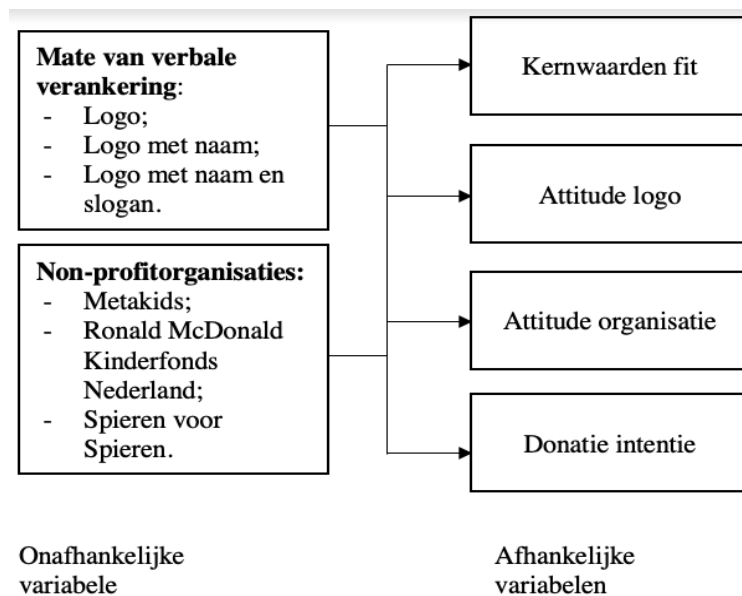 Mate van verbale
verankering:
- Logo;
- Logo met naam;
- Logo met naam en
slogan.
Non-profitorganisaties:
- Metakids;
- Ronald McDonald
Kinderfonds
Nederland;
- Spieren voor
Spieren.
Kernwaarden fit
Attitude logo
Attitude organisatie
Donatie intentie
Onafhankelijke
variabele
Afhankelijke
variabelen